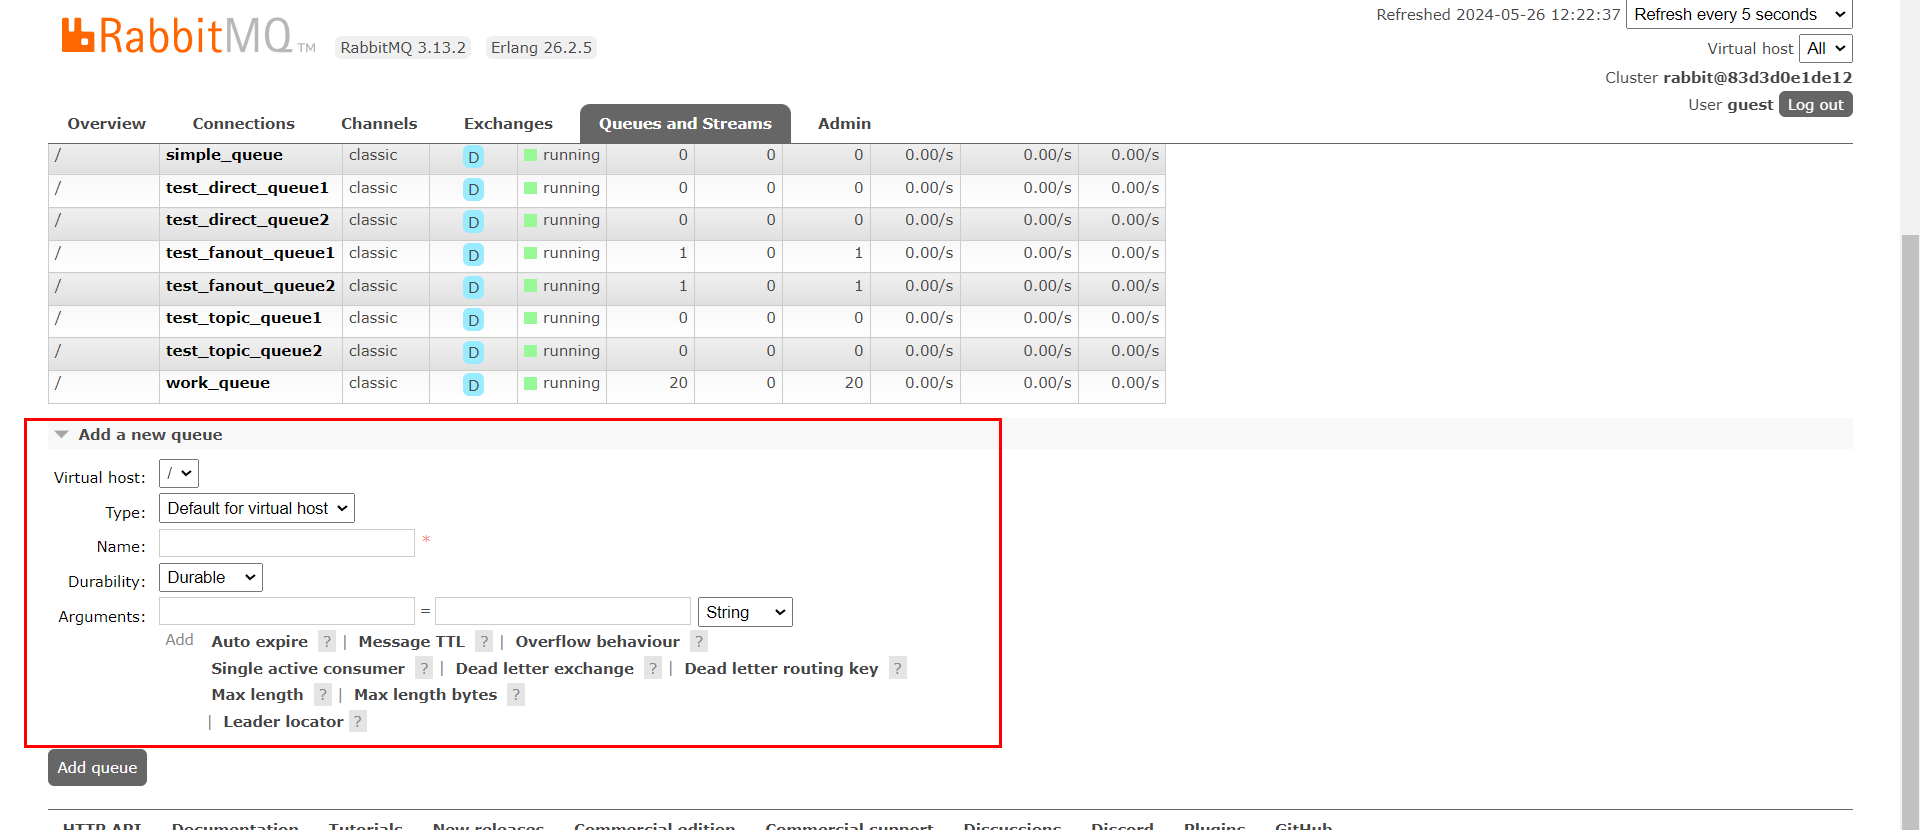 RabbitMQ TM
RabbitMQ 3.13.2 Erlang 26.2.5
Refreshed 2024-05-26 12:22:37 Refresh every 5 seconds
Virtual host All
Cluster rabbit@83d3d0e1de12
User guest Log out
Overview Connections Channels Exchanges Queues and Streams Admin
/ simple_queue classic D running 0 0 0 0.00/s 0.00/s 0.00/s
/ test_direct_queue1 classic D running 0 0 0 0.00/s 0.00/s 0.00/s
/ test_direct_queue2 classic D running 0 0 0 0.00/s 0.00/s 0.00/s
/ test_fanout_queue1 classic D running 1 0 1 0.00/s 0.00/s 0.00/s
/ test_fanout_queue2 classic D running 1 0 1 0.00/s 0.00/s 0.00/s
/ test_topic_queue1 classic D running 0 0 0 0.00/s 0.00/s 0.00/s
/ test_topic_queue2 classic D running 0 0 0 0.00/s 0.00/s 0.00/s
/ work_queue classic D running 20 0 20 0.00/s 0.00/s 0.00/s
Add a new queue
Virtual host: /
Type: Default for virtual host
Name: *
Durability: Durable
Arguments: = String
Add Auto expire ? | Message TTL ? | Overflow behaviour ?
Single active consumer ? | Dead letter exchange ? | Dead letter routing key ?
Max length ? | Max length bytes ?
| Leader locator ?
Add queue
HTTP API Documentation Tutorials New releases Commercial edition Commercial support Discussions Discord Plugins GitHub